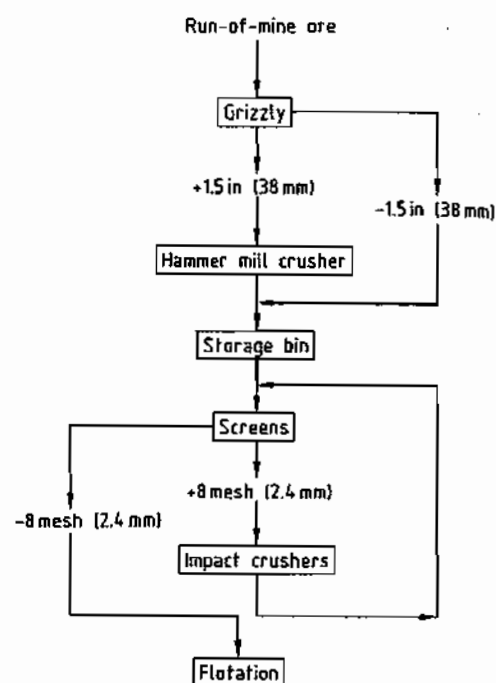 Run-of-mine ore
Grizzly
+1.5 in (38 mm)
-1.5 in (38 mm)
Hammer mill crusher
Storage bin
Screens
+8 mesh (2.4 mm)
-8 mesh (2.4 mm)
Impact crushers
Flotation